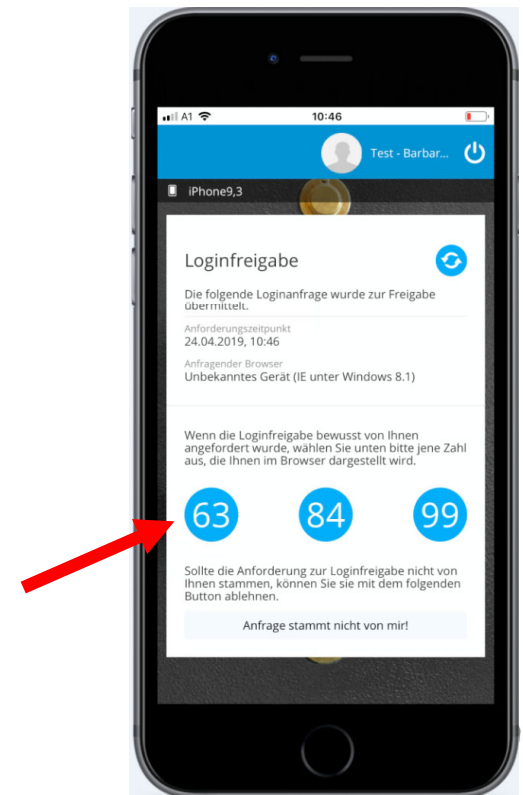 A1 10:46
Test - Barbar...
iPhone9,3
Loginfreigabe
Die folgende Loginanfrage wurde zur Freigabe
übermittelt.
Anforderungszeitpunkt
24.04.2019, 10:46
Anfragender Browser
Unbekanntes Gerät (IE unter Windows 8.1)
Wenn die Loginfreigabe bewusst von Ihnen
angefordert wurde, wählen Sie unten bitte jene Zahl
aus, die Ihnen im Browser dargestellt wird.
63 84 99
Sollte die Anforderung zur Loginfreigabe nicht von
Ihnen stammen, können Sie sie mit dem folgenden
Button ablehnen.
Anfrage stammt nicht von mir!